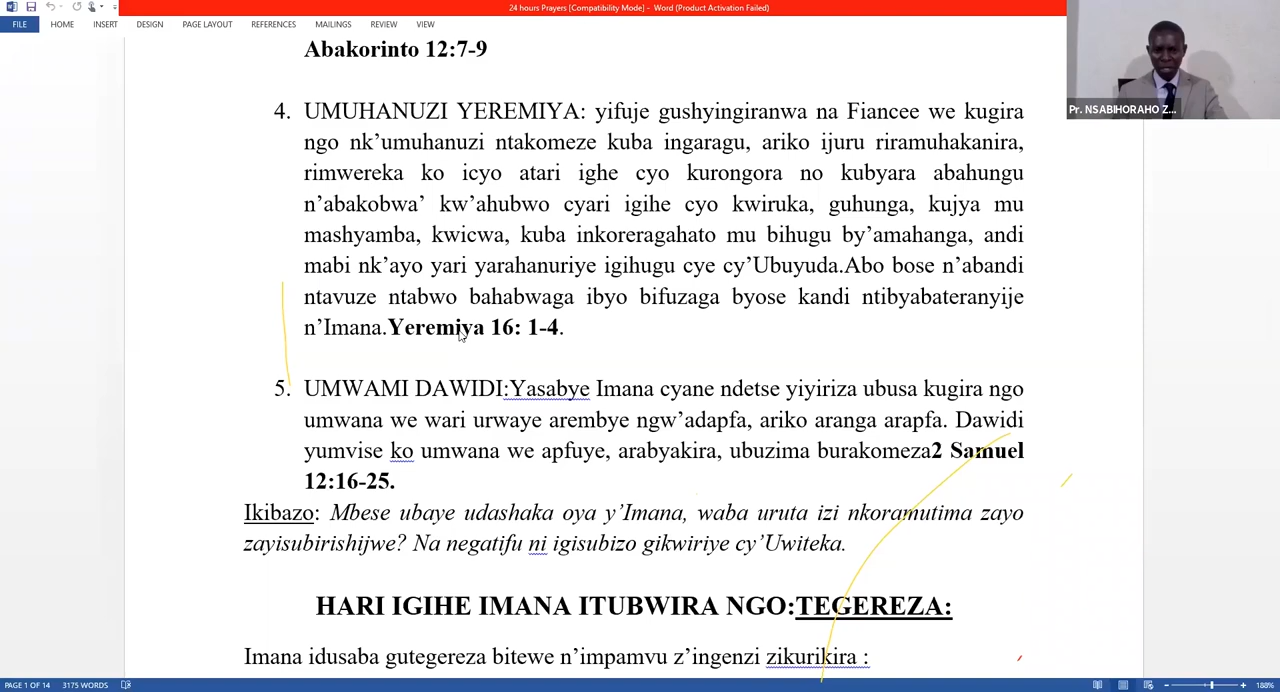 24 hours Prayers [Compatibility Mode] - Word (Product Activation Failed)
FILE HOME INSERT DESIGN PAGE LAYOUT REFERENCES MAILINGS REVIEW VIEW
Pr. NSABIHORAHO Z...
Abakorinto 12:7-9
4. UMUHANUZI YEREMIYA: yifuje gushyingiranwa na Fiancee we kugira
ngo nk’umuhanuzi ntakomeze kuba ingaragu, ariko ijuru riramuhakanira,
rimwereka ko icyo atari ighe cyo kurongora no kubyara abahungu
n’abakobwa’ kw’ahubwo cyari igihe cyo kwiruka, guhunga, kujya mu
mashyamba, kwicwa, kuba inkoreragahato mu bihugu by’amahanga, andi
mabi nk’ayo yari yarahanuriye igihugu cye cy’Ubuyuda.Abo bose n’abandi
ntavuze ntabwo bahabwaga ibyo bifuzaga byose kandi ntibyabateranyije
n’Imana.Yeremiya 16: 1-4.
5. UMWAMI DAWIDI:Yasabye Imana cyane ndetse yiyiriza ubusa kugira ngo
umwana we wari urwaye arembye ngw’adapfa, ariko aranga arapfa. Dawidi
yumvise ko umwana we apfuye, arabyakira, ubuzima burakomeza2 Samuel
12:16-25.
Ikibazo: Mbese ubaye udashaka oya y’Imana, waba uruta izi nkoramutima zayo
zayisubirishijwe? Na negatifu ni igisubizo gikwiriye cy’Uwiteka.
HARI IGIHE IMANA ITUBWIRA NGO:TEGEREZA:
Imana idusaba gutegereza bitewe n’impamvu z’ingenzi zikurikira :
PAGE 1 OF 14 3175 WORDS 188%